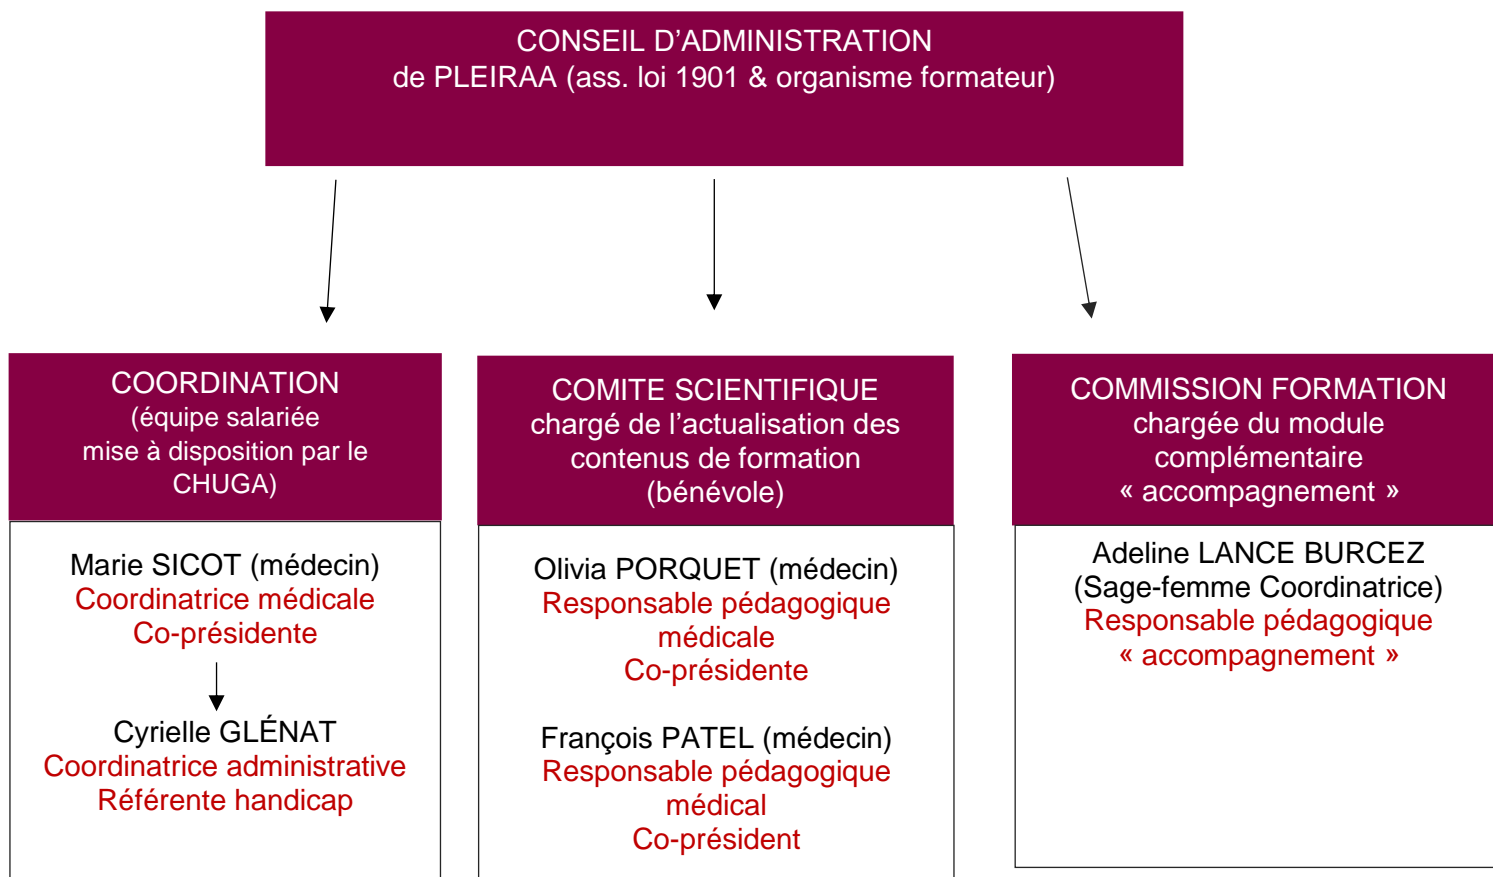 CONSEIL D’ADMINISTRATION
de PLEIRAA (ass. loi 1901 & organisme formateur)
COORDINATION
(équipe salariée
mise à disposition par le
CHUGA)
Marie SICOT (médecin)
Coordinatrice médicale
Co-présidente
Cyrielle GLÉNAT
Coordinatrice administrative
Référente handicap
COMITE SCIENTIFIQUE
chargé de l’actualisation des
contenus de formation
(bénévole)
Olivia PORQUET (médecin)
Responsable pédagogique
médicale
Co-présidente
François PATEL (médecin)
Responsable pédagogique
médical
Co-président
COMMISSION FORMATION
chargée du module
complémentaire
« accompagnement »
Adeline LANCE BURCEZ
(Sage-femme Coordinatrice)
Responsable pédagogique
« accompagnement »